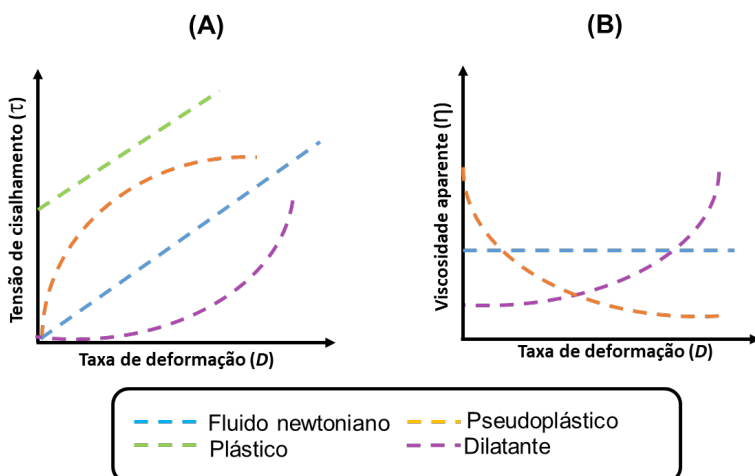 (A)
Tensão de cisalhamento (τ)
Taxa de deformação (D)
(B)
Viscosidade aparente (η)
Taxa de deformação (D)
Fluido newtoniano
Pseudoplástico
Plástico
Dilatante